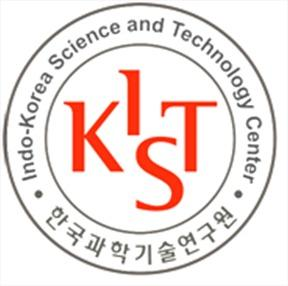 Indo-Korea Science and Technology Center
KIST
한국과학기술연구원